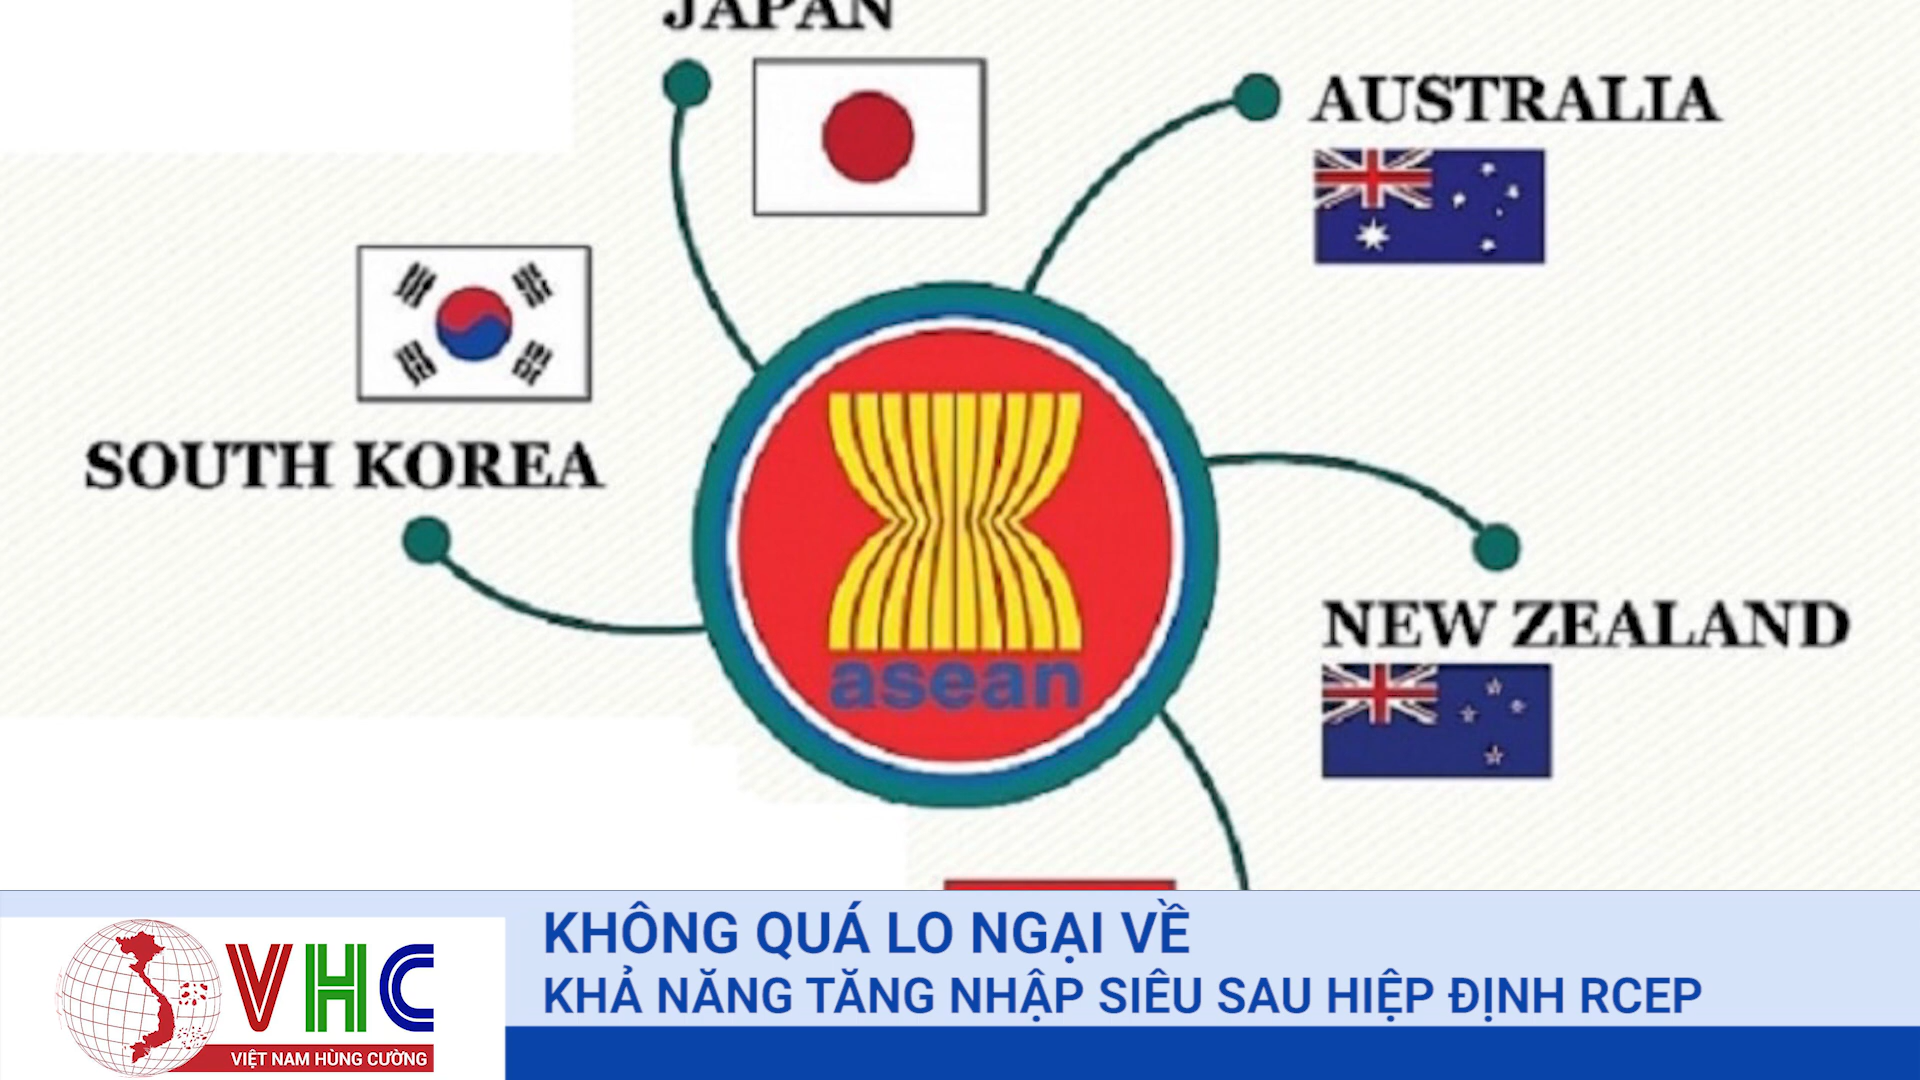 JAPAN
AUSTRALIA
SOUTH KOREA
NEW ZEALAND
asean
KHÔNG QUÁ LO NGẠI VỀ
KHẢ NĂNG TĂNG NHẬP SIÊU SAU HIỆP ĐỊNH RCEP
VHC
VIỆT NAM HÙNG CƯỜNG